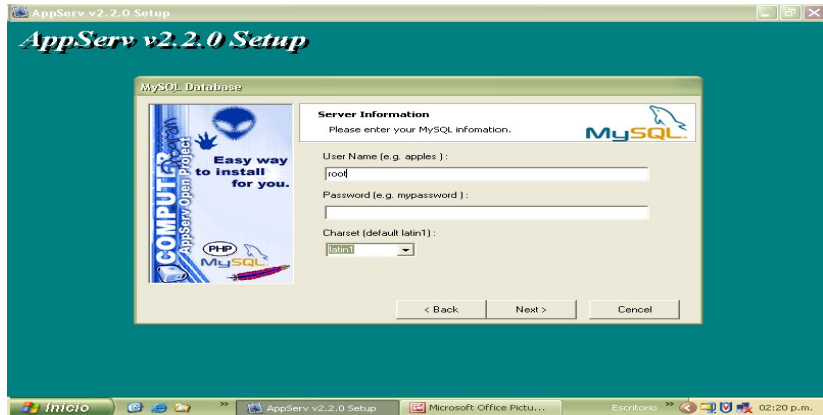 AppServ v2.2.0 Setup
AppServ v2.2.0 Setup
MySQL Database
COMPUTER
Program
AppServ Open Project
Easy way
to install
for you.
PHP
MySQL
Server Information
Please enter your MySQL infomation.
MySQL
User Name (e.g. apples ) :
root
Password (e.g. mypassword ) :
Charset (default latin1) :
latin1
< Back
Next >
Cencel
Inicio
AppServ v2.2.0 Setup
Microsoft Office Pictu...
Escritorio
02:20 p.m.